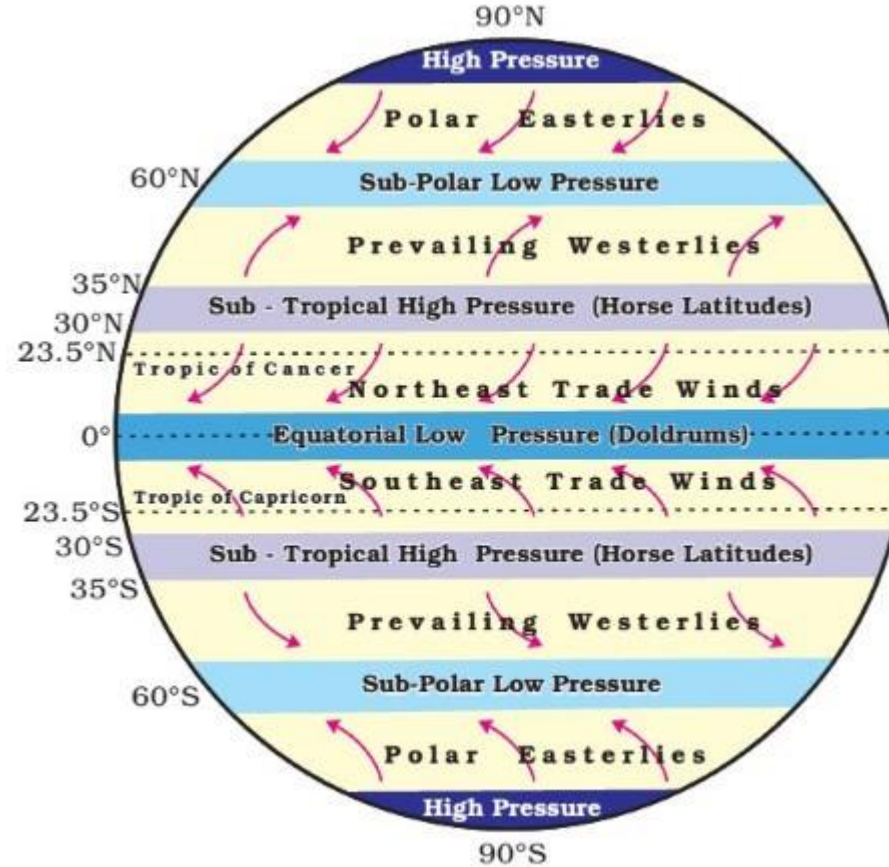 90°N
High Pressure
Polar Easterlies
60°N
Sub-Polar Low Pressure
Prevailing Westerlies
35°N
Sub - Tropical High Pressure (Horse Latitudes)
30°N
23.5°N
Tropic of Cancer
Northeast Trade Winds
0°
Equatorial Low Pressure (Doldrums)
Southeast Trade Winds
Tropic of Capricorn
23.5°S
30°S
Sub - Tropical High Pressure (Horse Latitudes)
35°S
Prevailing Westerlies
60°S
Sub-Polar Low Pressure
Polar Easterlies
High Pressure
90°S